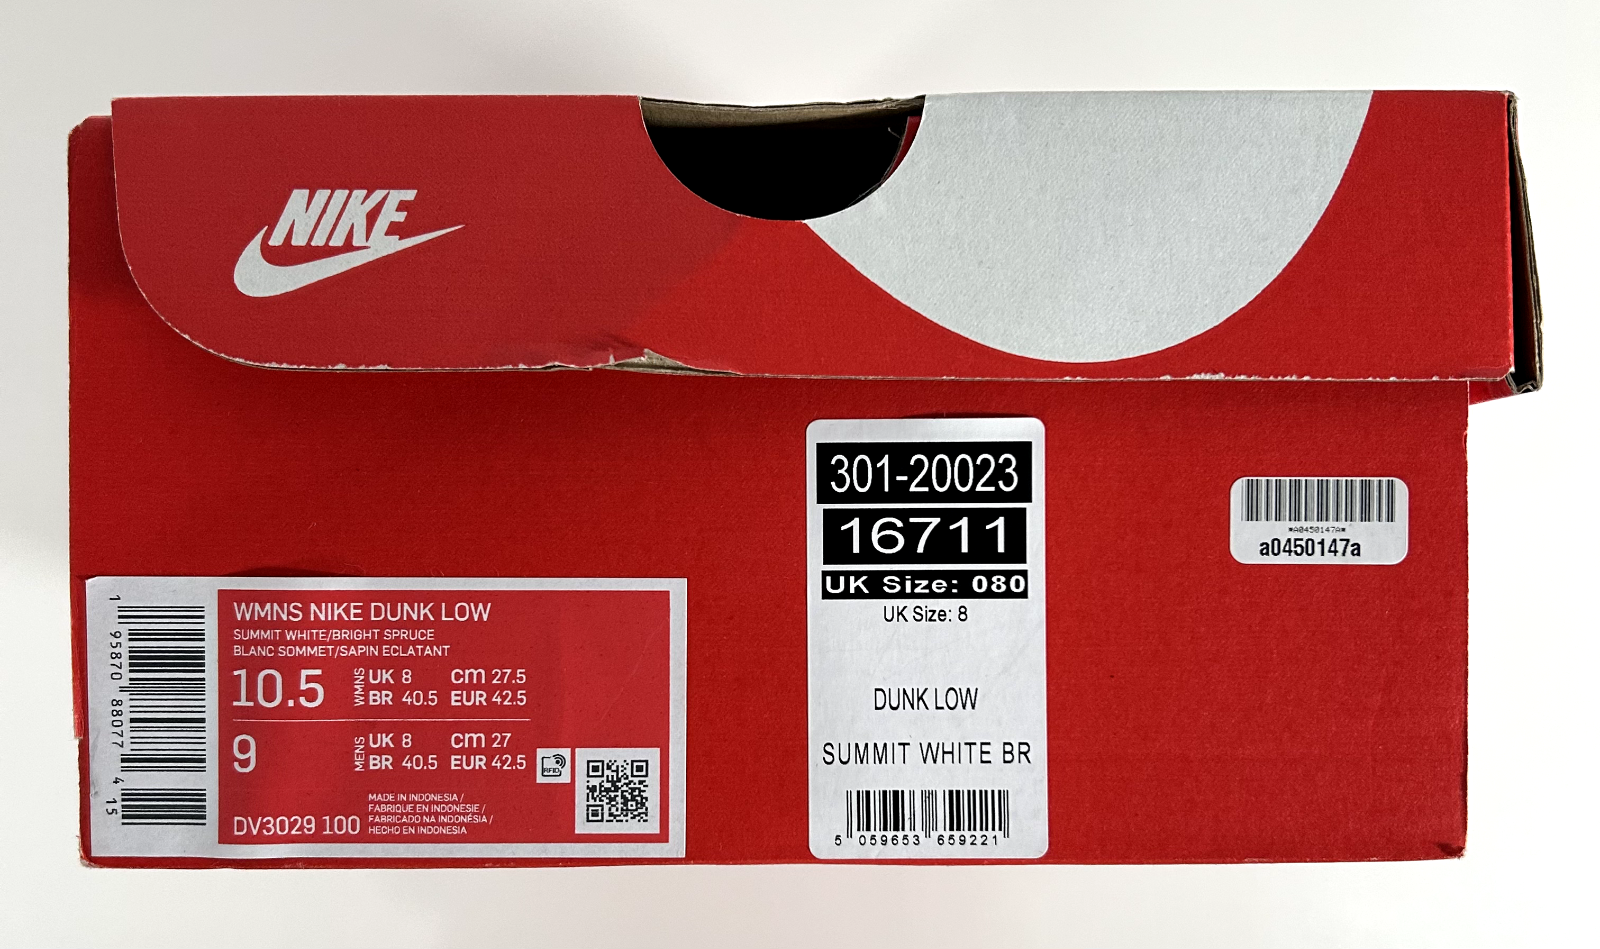 NIKE
WMNS NIKE DUNK LOW
SUMMIT WHITE/BRIGHT SPRUCE
BLANC SOMMET/SAPIN ECLATANT
10.5
WMNS
UK 8 cm 27.5
BR 40.5 EUR 42.5
9
MENS
UK 8 cm 27
BR 40.5 EUR 42.5
RFID
DV3029 100
MADE IN INDONESIA /
FABRIQUE EN INDONESIE /
FABRICADO NA INDONÉSIA /
HECHO EN INDONESIA
1 95870 88077 4 15
301-20023
16711
UK Size: 080
UK Size: 8
DUNK LOW
SUMMIT WHITE BR
5 059653 659221
*A0450147A*
a0450147a